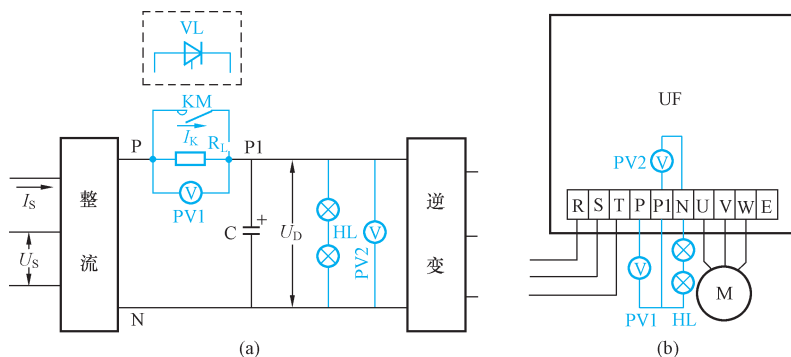 VL
KM
I_K
R_L
P
P1
V
PV1
I_S
U_S
整
流
C
+
U_D
HL
V
PV2
逆
变
N
(a)
UF
PV2
V
R S T P P1 N U V W E
V
M
PV1
HL
(b)